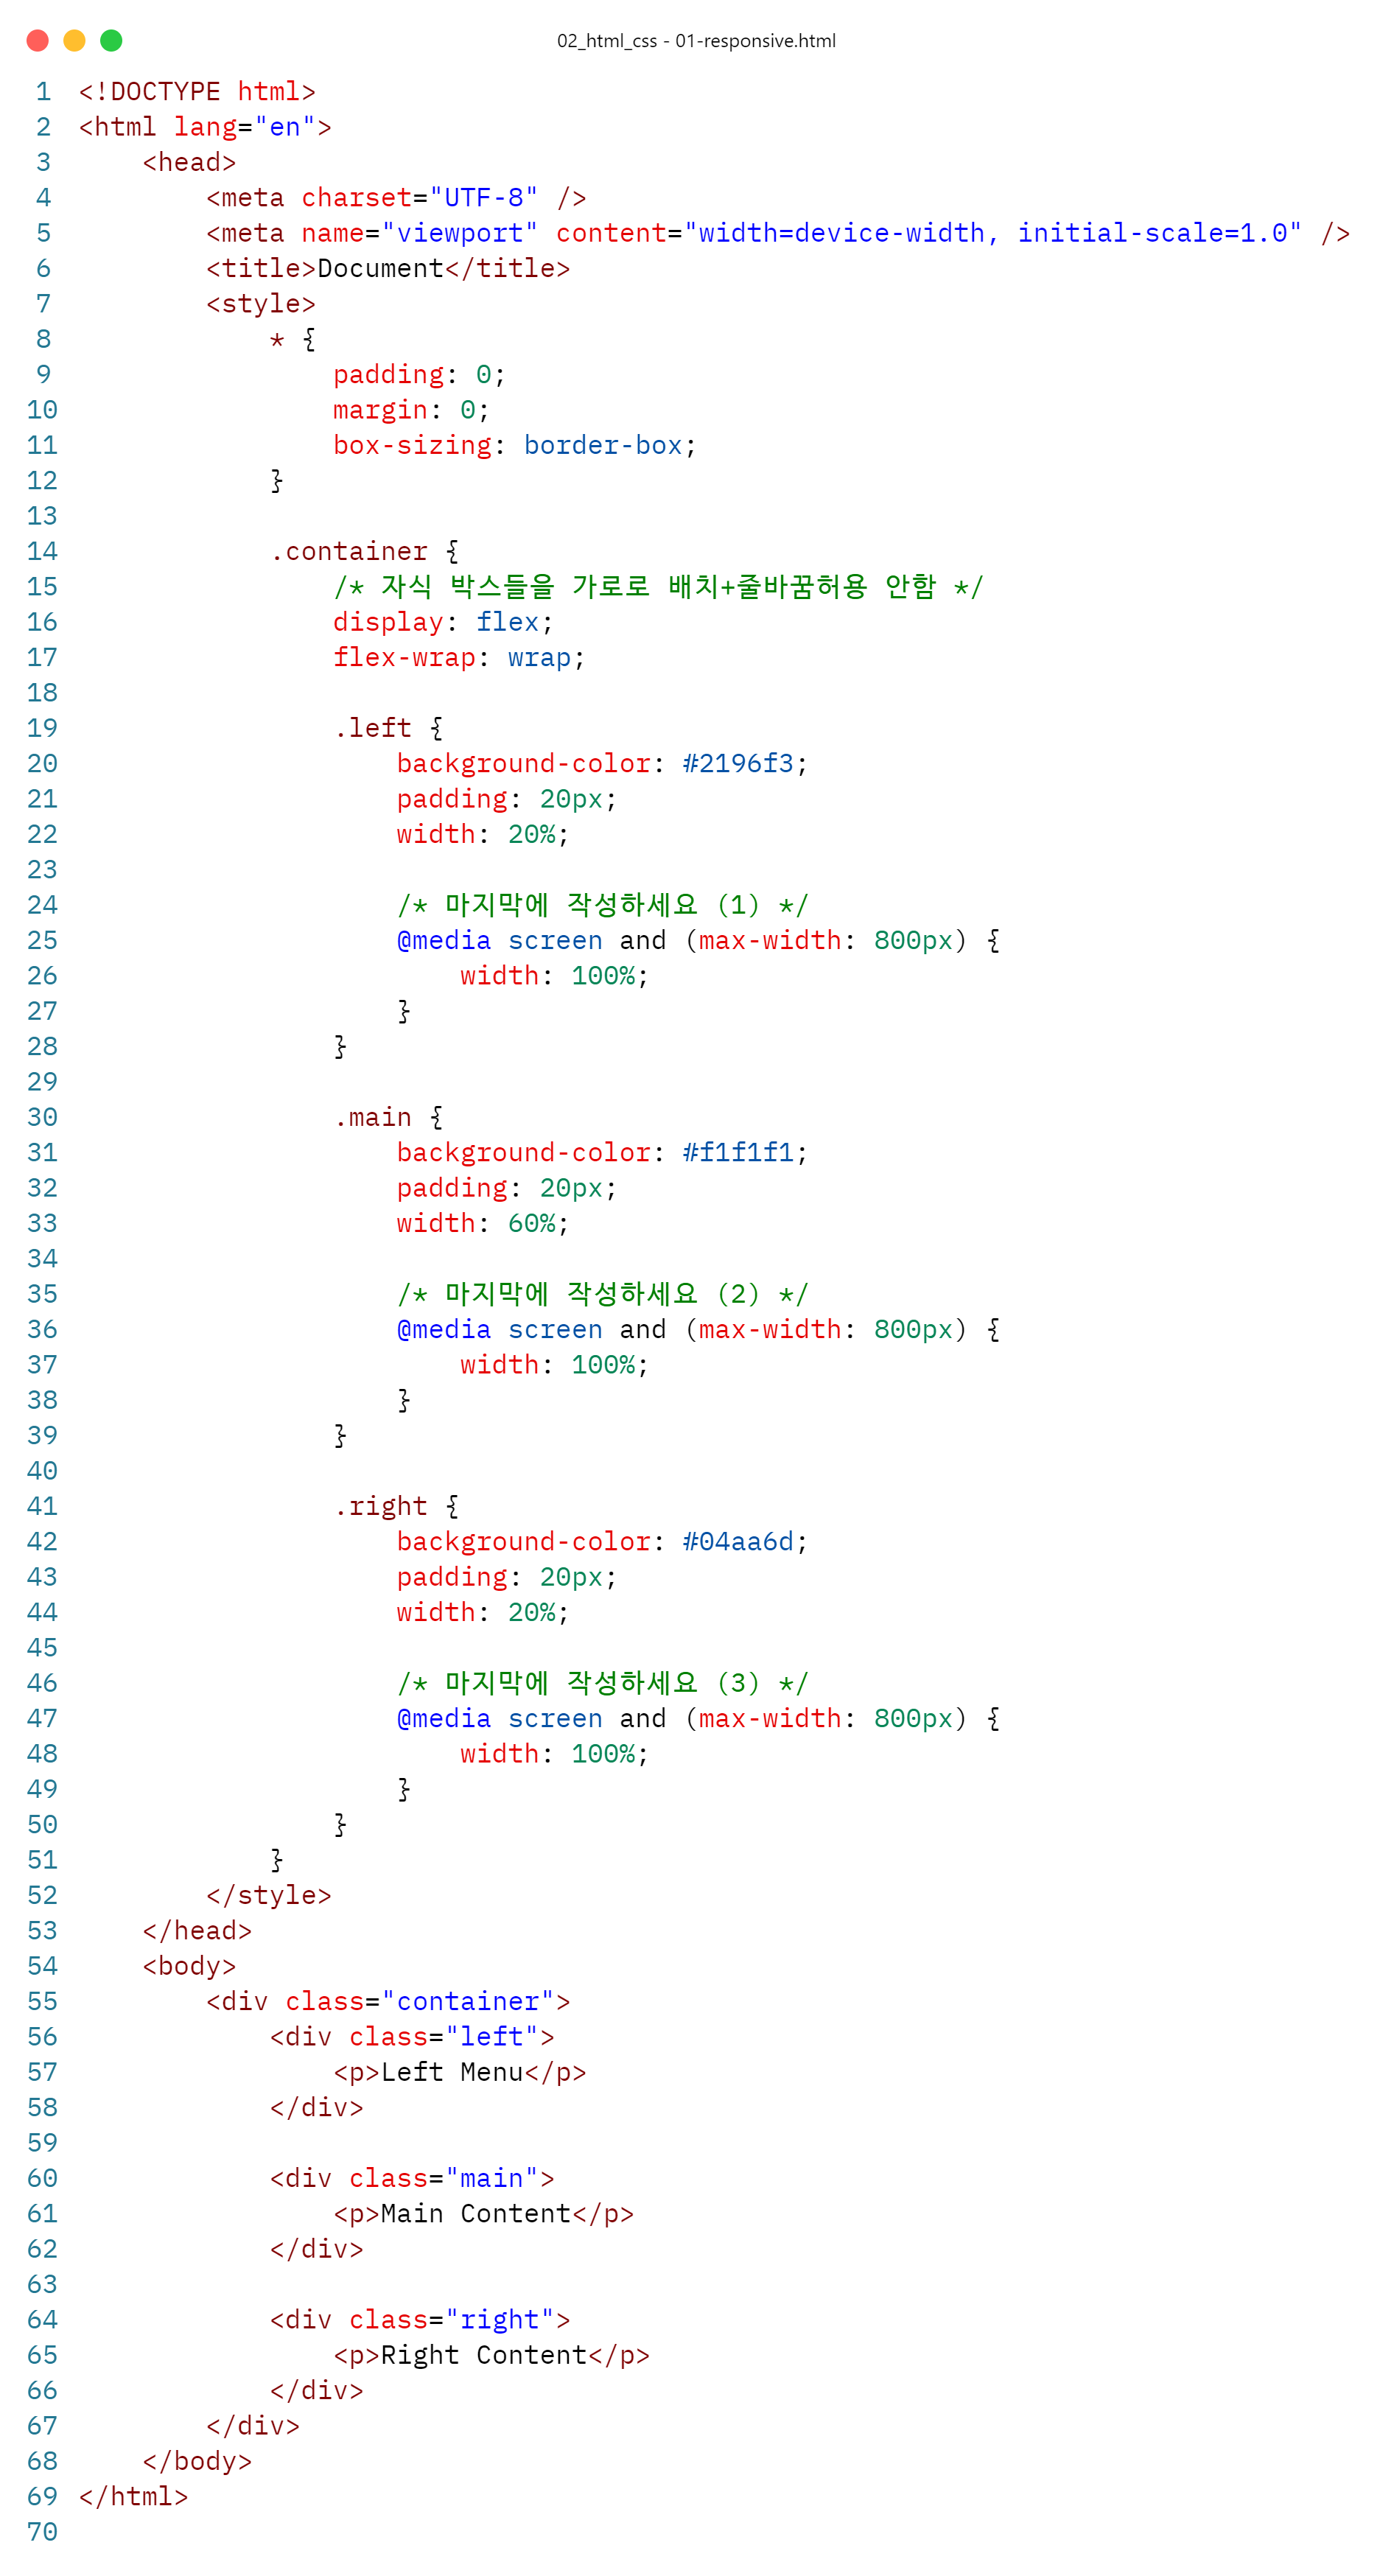 02_html_css - 01-responsive.html
1 <!DOCTYPE html>
2 <html lang="en">
3     <head>
4         <meta charset="UTF-8" />
5         <meta name="viewport" content="width=device-width, initial-scale=1.0" />
6         <title>Document</title>
7         <style>
8             * {
9                 padding: 0;
10                 margin: 0;
11                 box-sizing: border-box;
12             }
13
14             .container {
15                 /* 자식 박스들을 가로로 배치+줄바꿈허용 안함 */
16                 display: flex;
17                 flex-wrap: wrap;
18
19                 .left {
20                     background-color: #2196f3;
21                     padding: 20px;
22                     width: 20%;
23
24                     /* 마지막에 작성하세요 (1) */
25                     @media screen and (max-width: 800px) {
26                         width: 100%;
27                     }
28                 }
29
30                 .main {
31                     background-color: #f1f1f1;
32                     padding: 20px;
33                     width: 60%;
34
35                     /* 마지막에 작성하세요 (2) */
36                     @media screen and (max-width: 800px) {
37                         width: 100%;
38                     }
39                 }
40
41                 .right {
42                     background-color: #04aa6d;
43                     padding: 20px;
44                     width: 20%;
45
46                     /* 마지막에 작성하세요 (3) */
47                     @media screen and (max-width: 800px) {
48                         width: 100%;
49                     }
50                 }
51             }
52         </style>
53     </head>
54     <body>
55         <div class="container">
56             <div class="left">
57                 <p>Left Menu</p>
58             </div>
59
60             <div class="main">
61                 <p>Main Content</p>
62             </div>
63
64             <div class="right">
65                 <p>Right Content</p>
66             </div>
67         </div>
68     </body>
69 </html>
70